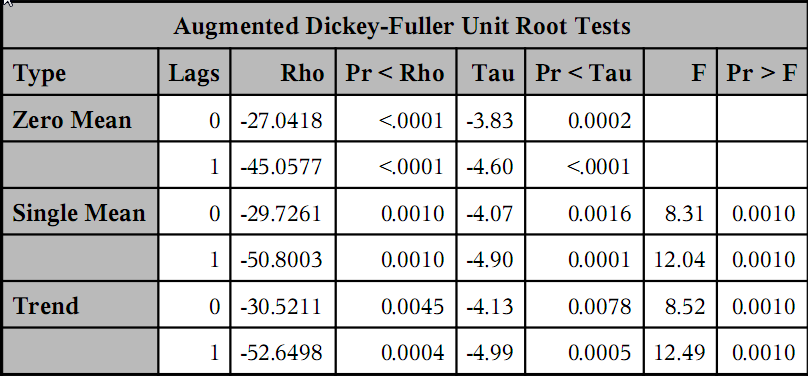 Augmented Dickey-Fuller Unit Root Tests
Type Lags Rho Pr < Rho Tau Pr < Tau F Pr > F
Zero Mean 0 -27.0418 <.0001 -3.83 0.0002
1 -45.0577 <.0001 -4.60 <.0001
Single Mean 0 -29.7261 0.0010 -4.07 0.0016 8.31 0.0010
1 -50.8003 0.0010 -4.90 0.0001 12.04 0.0010
Trend 0 -30.5211 0.0045 -4.13 0.0078 8.52 0.0010
1 -52.6498 0.0004 -4.99 0.0005 12.49 0.0010